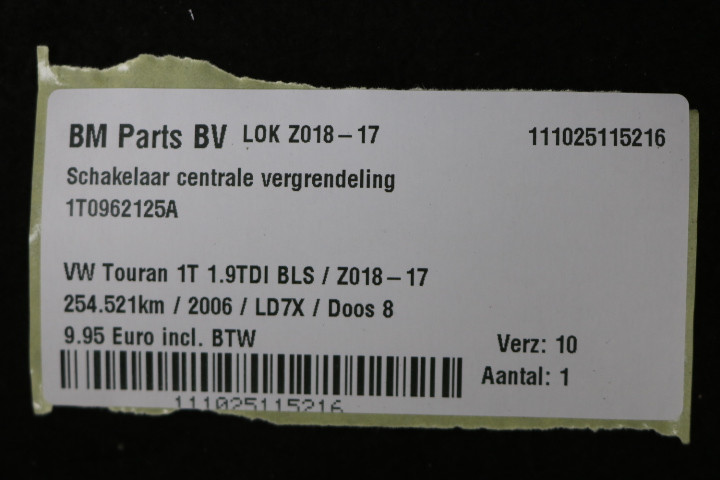 BM Parts BV LOK Z018-17 111025115216
Schakelaar centrale vergrendeling
1T0962125A
VW Touran 1T 1.9TDI BLS / Z018-17
254.521km / 2006 / LD7X / Doos 8
9.95 Euro incl. BTW
Verz: 10
Aantal: 1
111025115216